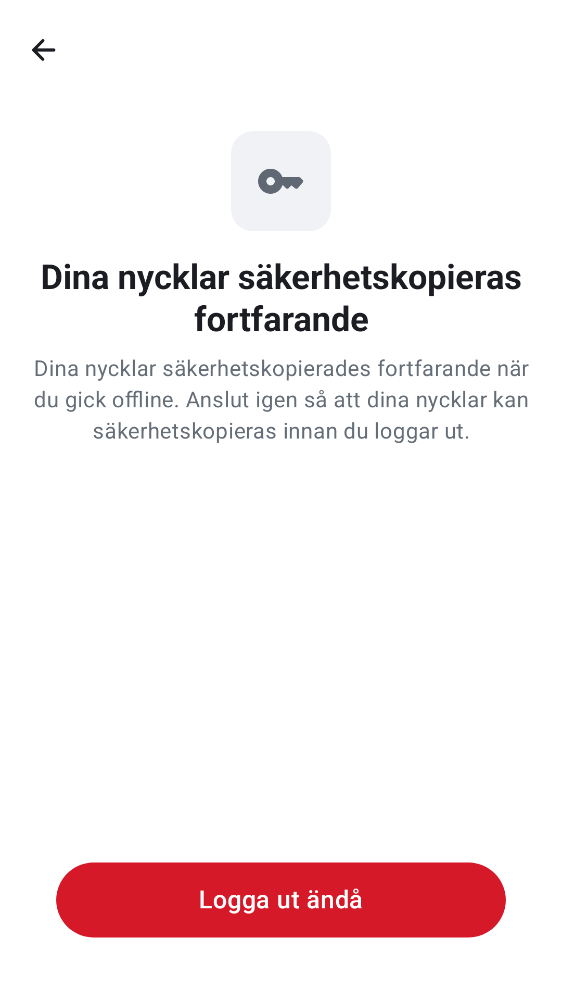 Dina nycklar säkerhetskopieras
fortfarande
Dina nycklar säkerhetskopierades fortfarande när
du gick offline. Anslut igen så att dina nycklar kan
säkerhetskopieras innan du loggar ut.
Logga ut ändå